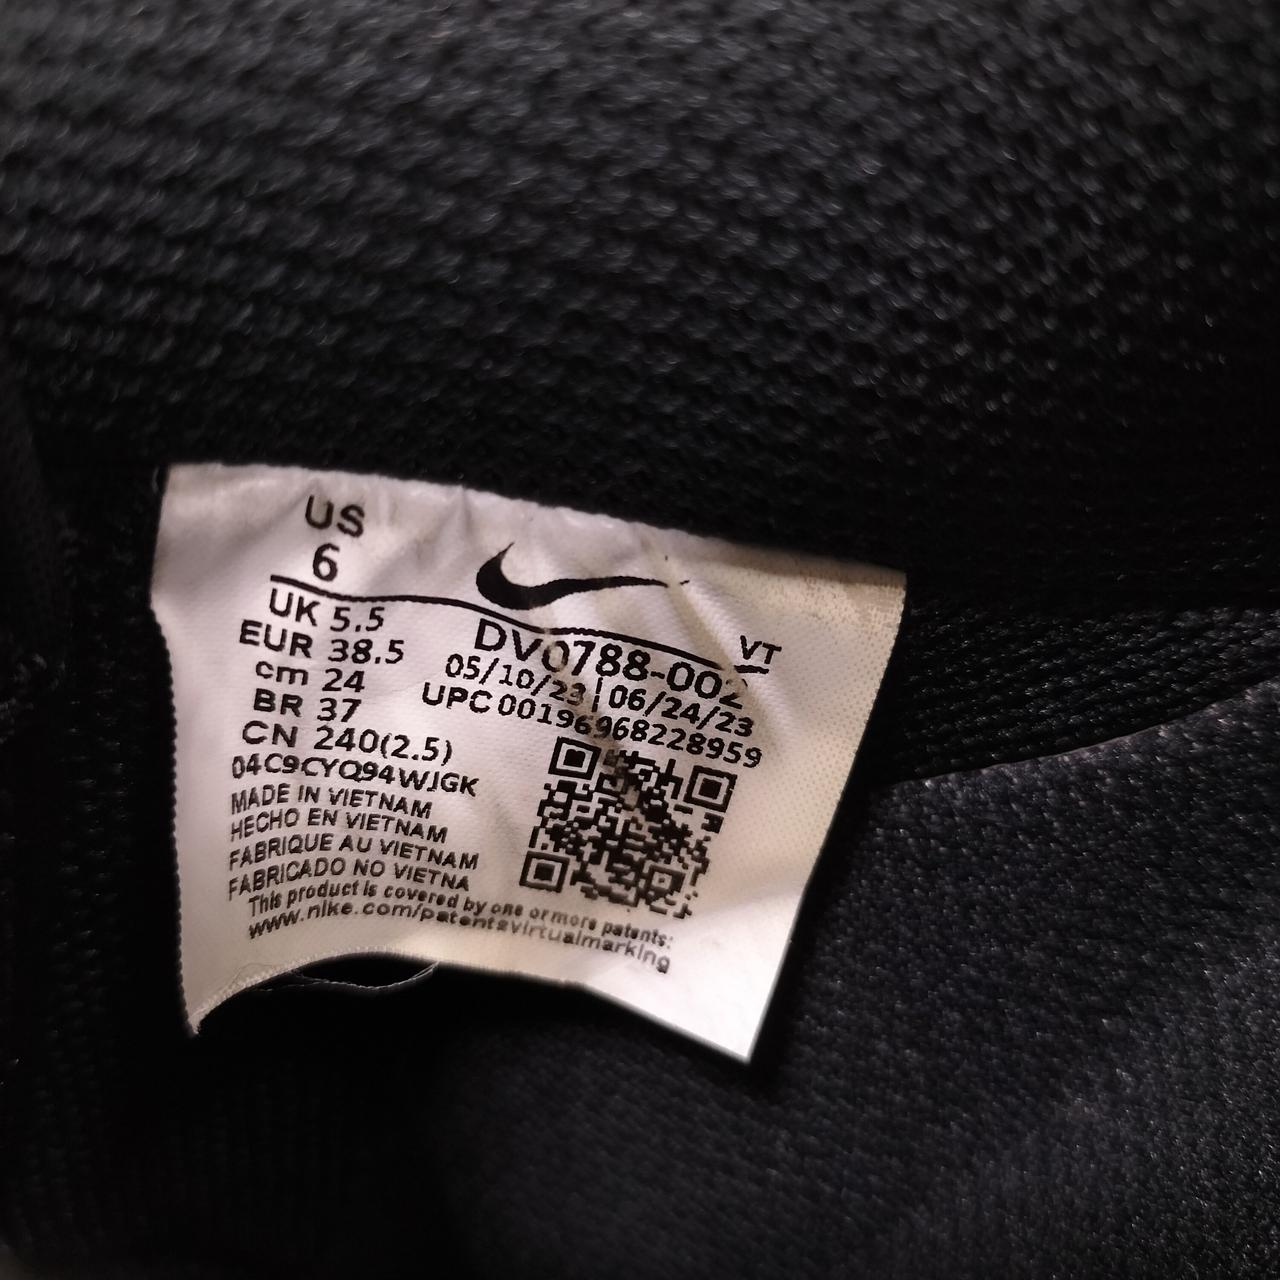 US
6
UK 5.5
EUR 38.5
cm 24
BR 37
CN 240(2.5)
04C9CYQ94WJGK
MADE IN VIETNAM
HECHO EN VIETNAM
FABRIQUE AU VIETNAM
FABRICADO NO VIETNA
This product is covered by one or more patents:
www.nike.com/patentsvirtualmarking
VT
DV0788-002
05/10/23 | 06/24/23
UPC 00196968228959